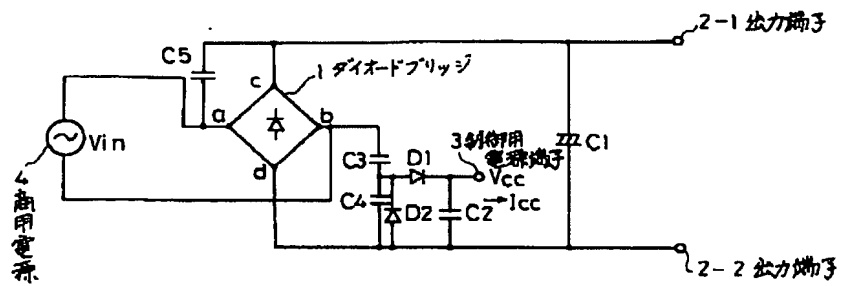 2-1 出力端子
C5
1 ダイオードブリッジ
c
a
b
Vin
d
C3
D1
3 制御用
電源端子
Vcc
C1
C4
D2
C2
Icc
4
商用電源
2-2 出力端子